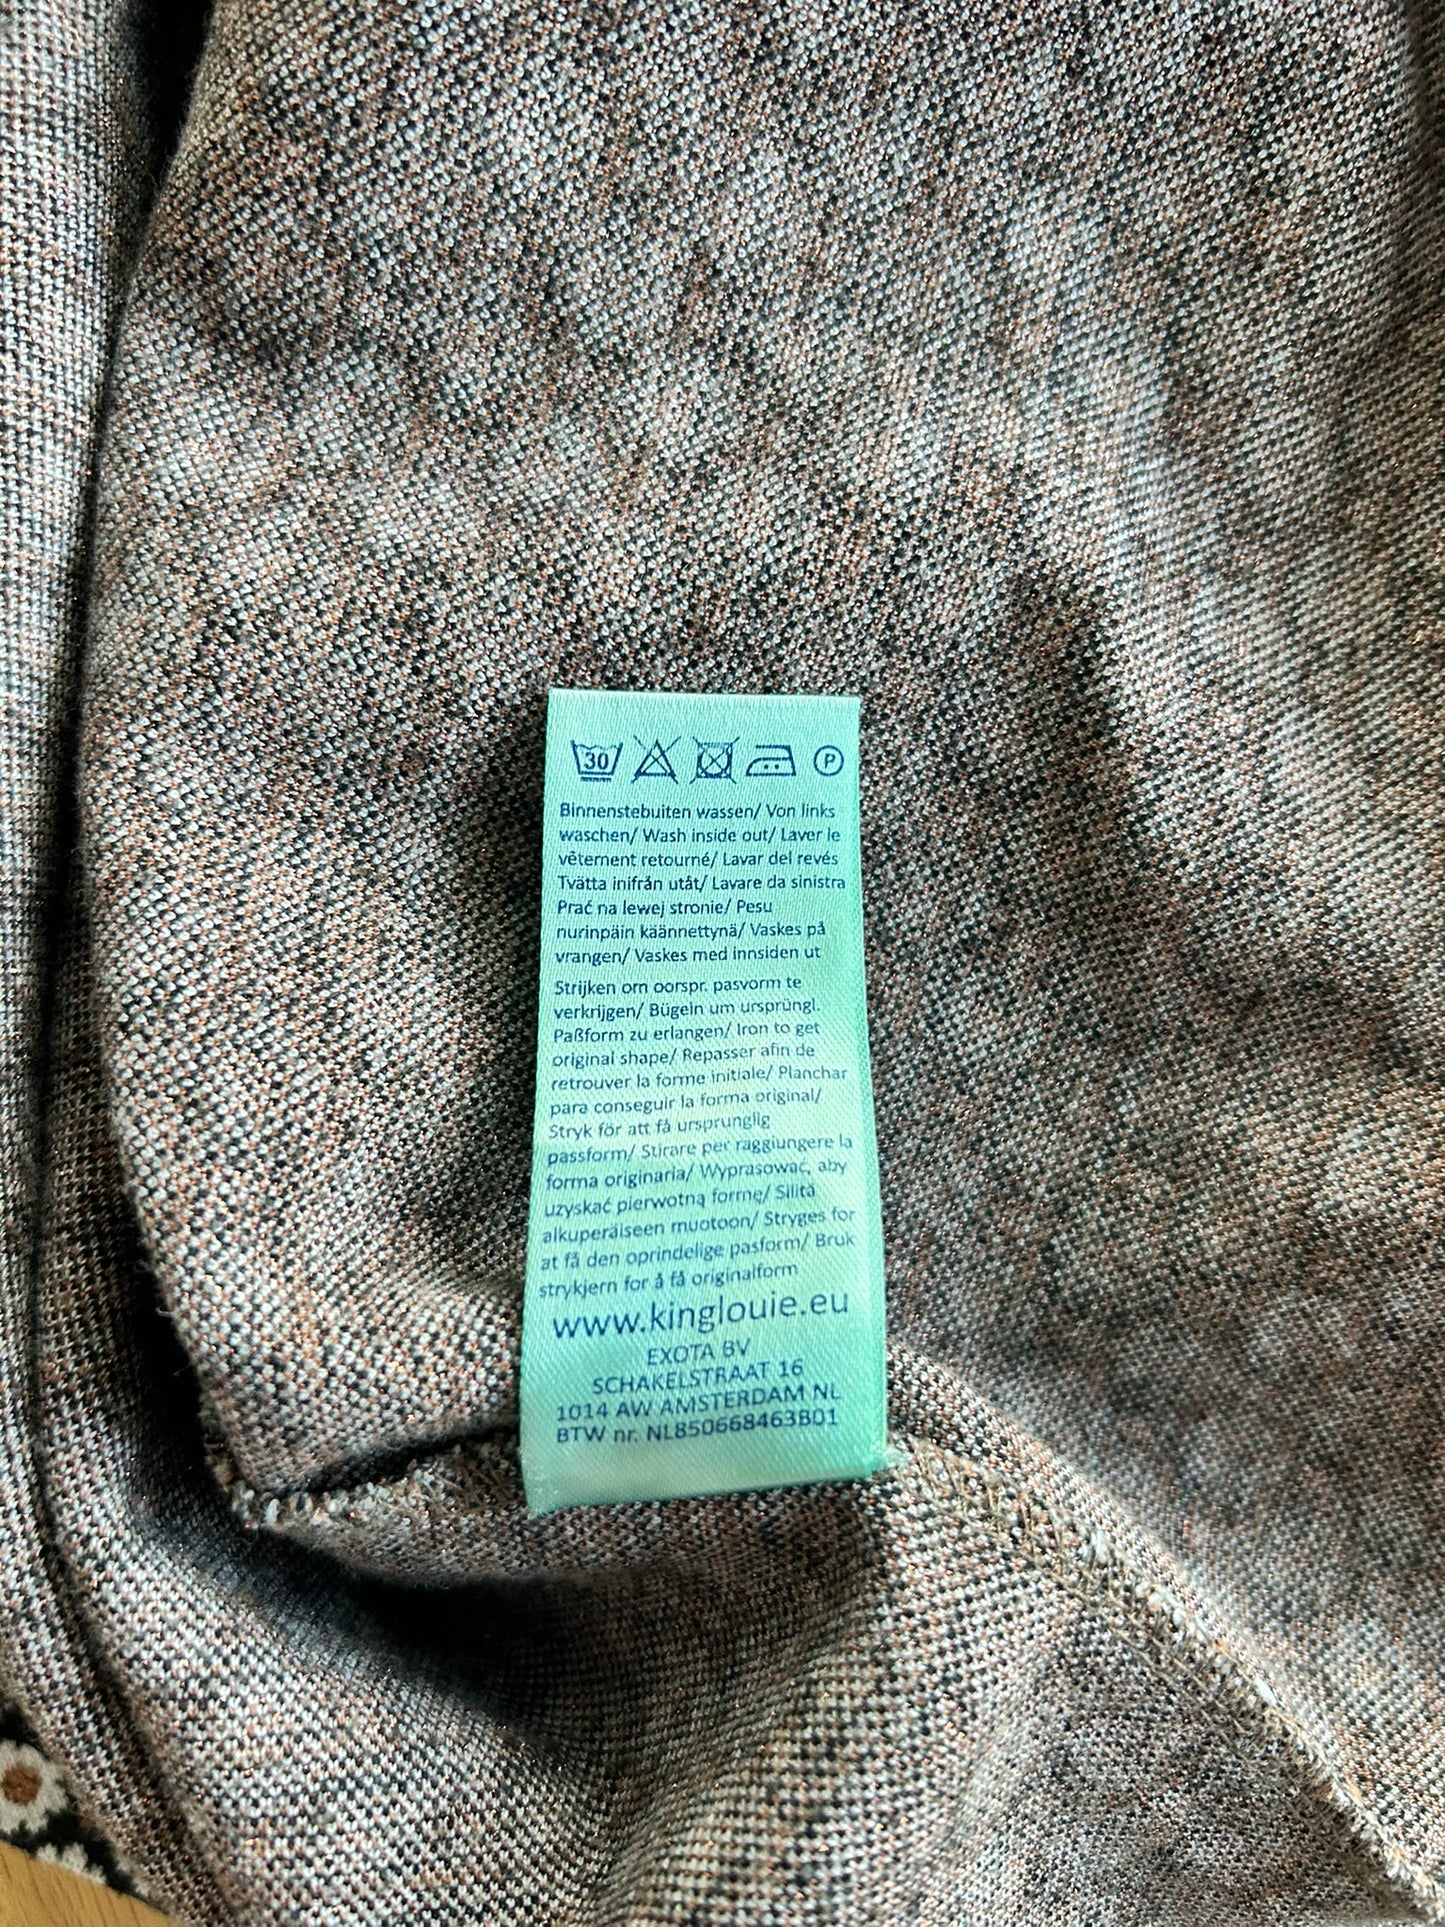 30 P
Binnenstebuiten wassen/ Von links
waschen/ Wash inside out/ Laver le
vêtement retourné/ Lavar del revés
Tvätta inifrån utåt/ Lavare da sinistra
Prać na lewej stronie/ Pesu
nurinpäin käännettynä/ Vaskes på
vrangen/ Vaskes med innsiden ut
Strijken om oorspr. pasvorm te
verkrijgen/ Bügeln um ursprüngl.
Paßform zu erlangen/ Iron to get
original shape/ Repasser afin de
retrouver la forme initiale/ Planchar
para conseguir la forma original/
Stryk för att få ursprunglig
passform/ Stirare per raggiungere la
forma originaria/ Wyprasować, aby
uzyskać pierwotną formę/ Silitä
alkuperäiseen muotoon/ Stryges for
at få den oprindelige pasform/ Bruk
strykjern for å få originalform
www.kinglouie.eu
EXOTA BV
SCHAKELSTRAAT 16
1014 AW AMSTERDAM NL
BTW nr. NL850668463B01